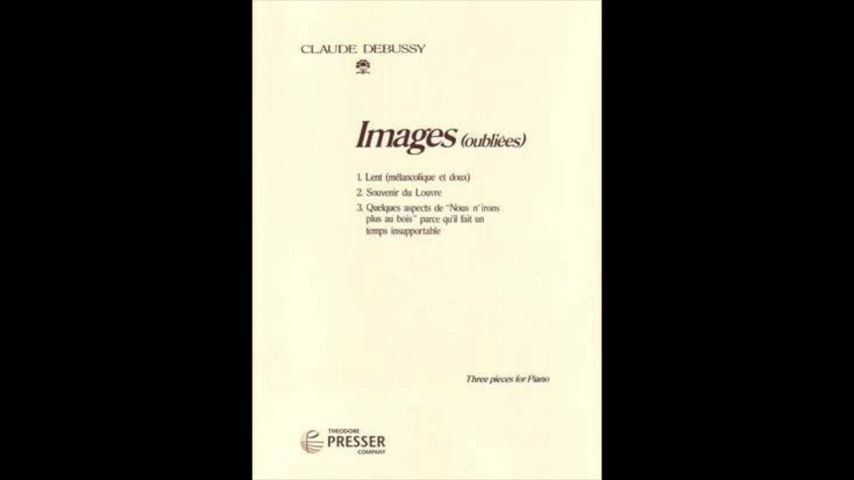 CLAUDE DEBUSSY
Images (oubliées)
1. Lent (mélancolique et doux)
2. Souvenir du Louvre
3. Quelques aspects de "Nous n'irons
plus au bois" parce qu'il fait un
temps insupportable
Three pieces for Piano
THEODORE
PRESSER
COMPANY